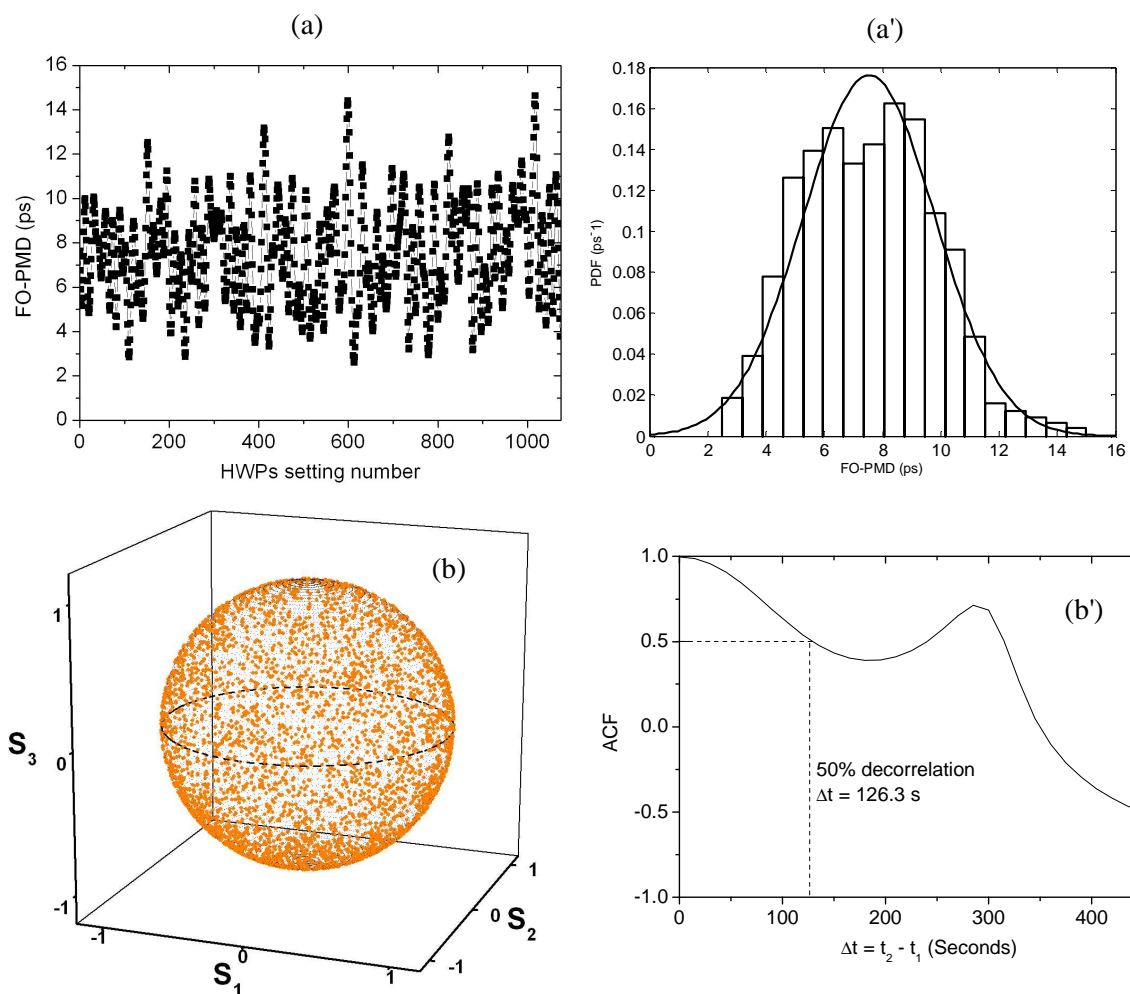 (a)
16
14
12
10
8
6
4
2
0
FO-PMD (ps)
0 200 400 600 800 1000
HWPs setting number
(a')
0.18
0.16
0.14
0.12
0.1
0.08
0.06
0.04
0.02
0
PDF (ps-1)
0 2 4 6 8 10 12 14 16
FO-PMD (ps)
(b)
1
0
-1
S3
-1 0 1
S1
1
0
-1
S2
(b')
1.0
0.5
0.0
-0.5
-1.0
ACF
50% decorrelation
Δt = 126.3 s
0 100 200 300 400
Δt = t2 - t1 (Seconds)